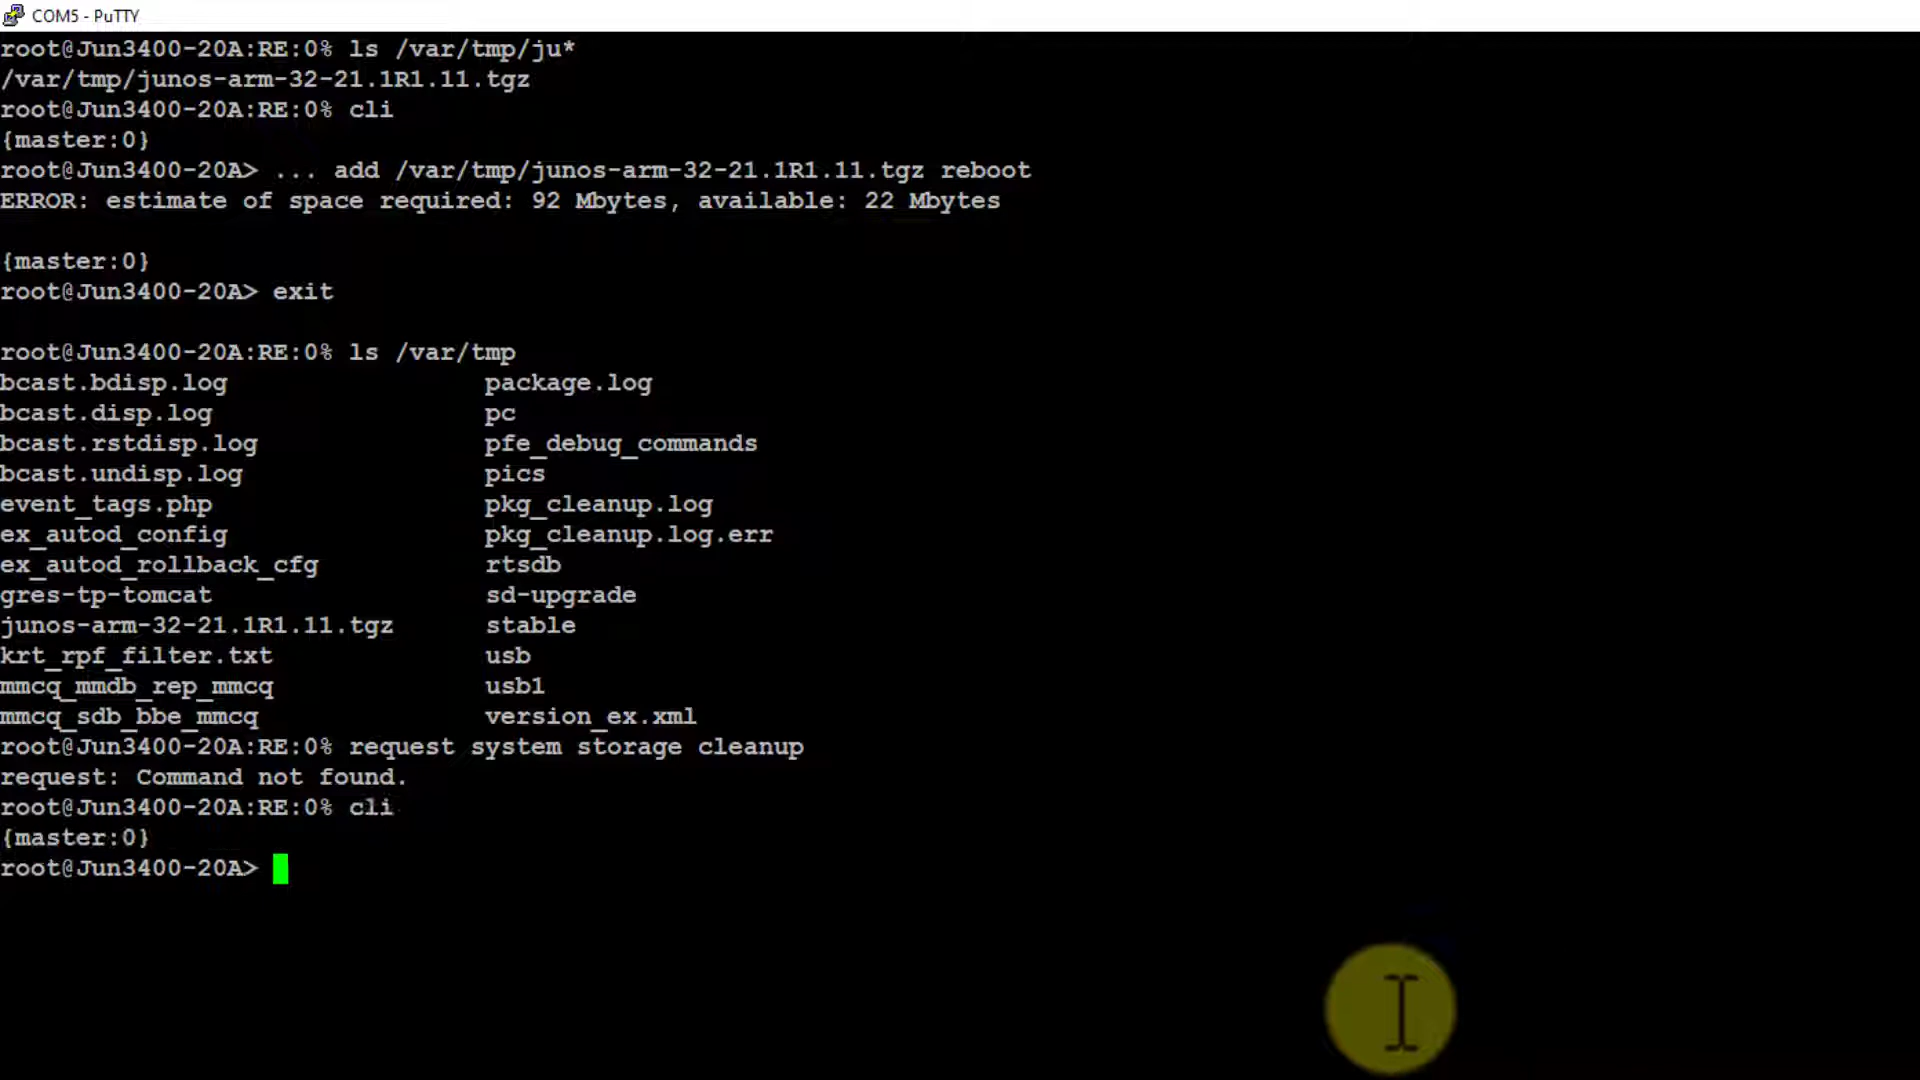 COM5 - PuTTY
root@Jun3400-20A:RE:0% ls /var/tmp/ju*
/var/tmp/junos-arm-32-21.1R1.11.tgz
root@Jun3400-20A:RE:0% cli
{master:0}
root@Jun3400-20A> ... add /var/tmp/junos-arm-32-21.1R1.11.tgz reboot
ERROR: estimate of space required: 92 Mbytes, available: 22 Mbytes
{master:0}
root@Jun3400-20A> exit
root@Jun3400-20A:RE:0% ls /var/tmp
bcast.bdisp.log package.log
bcast.disp.log pc
bcast.rstdisp.log pfe_debug_commands
bcast.undisp.log pics
event_tags.php pkg_cleanup.log
ex_autod_config pkg_cleanup.log.err
ex_autod_rollback_cfg rtsdb
gres-tp-tomcat sd-upgrade
junos-arm-32-21.1R1.11.tgz stable
krt_rpf_filter.txt usb
mmcq_mmdb_rep_mmcq usb1
mmcq_sdb_bbe_mmcq version_ex.xml
root@Jun3400-20A:RE:0% request system storage cleanup
request: Command not found.
root@Jun3400-20A:RE:0% cli
{master:0}
root@Jun3400-20A>